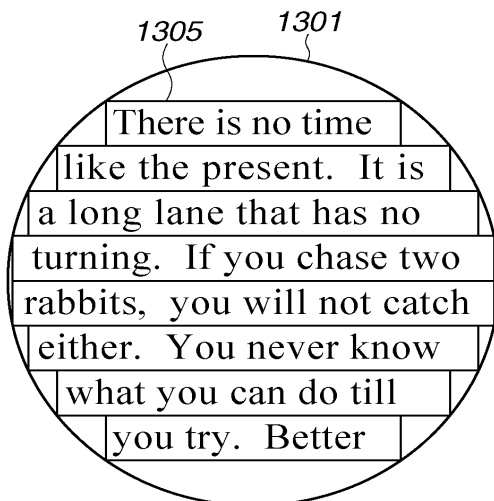 1305 1301
There is no time
like the present. It is
a long lane that has no
turning. If you chase two
rabbits, you will not catch
either. You never know
what you can do till
you try. Better